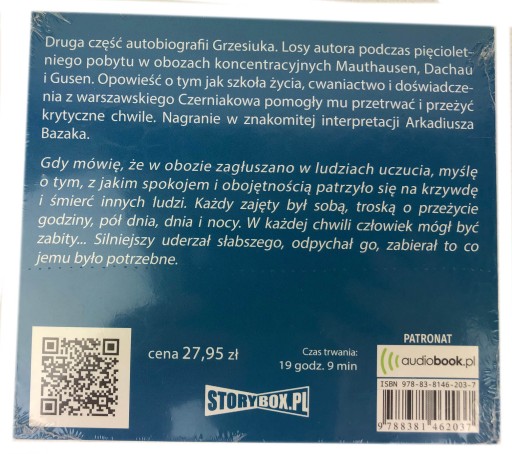 Druga część autobiografii Grzesiuka. Losy autora podczas pięciolet-
niego pobytu w obozach koncentracyjnych Mauthausen, Dachau
i Gusen. Opowieść o tym jak szkoła życia, cwaniactwo i doświadcze-
nia z warszawskiego Czerniakowa pomogły mu przetrwać i przeżyć
krytyczne chwile. Nagranie w znakomitej interpretacji Arkadiusza
Bazaka.
Gdy mówię, że w obozie zagłuszano w ludziach uczucia, myślę
o tym, z jakim spokojem i obojętnością patrzyło się na krzywdę
i śmierć innych ludzi. Każdy zajęty był sobą, troską o przeżycie
godziny, pół dnia, dnia i nocy. W każdej chwili człowiek mógł być
zabity... Silniejszy uderzał słabszego, odpychał go, zabierał to co
jemu było potrzebne.
cena 27,95 zł
Czas trwania:
19 godz. 9 min
STORYBOX.PL
PATRONAT
audiobook.pl
ISBN 978-83-8146-203-7
9 788381 462037